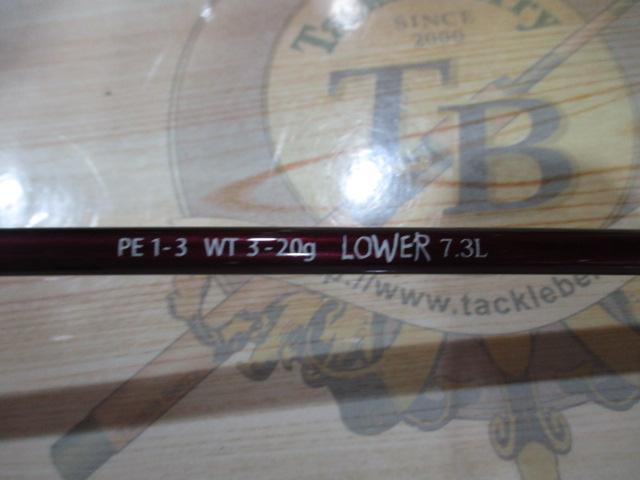 SINCE
2000
TB
PE 1-3 WT 3-20g LOWER 7.3L
www.tacklebe